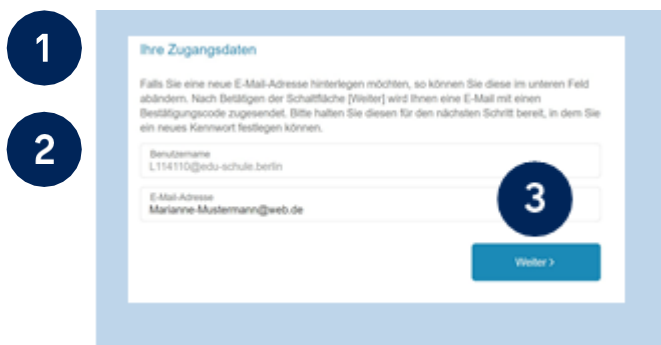 1
Ihre Zugangsdaten
Falls Sie eine neue E-Mail-Adresse hinterlegen möchten, so können Sie diese im unteren Feld
abändern. Nach Betätigen der Schaltfläche [Weiter] wird Ihnen eine E-Mail mit einen
Bestätigungscode zugesendet. Bitte halten Sie diesen für den nächsten Schritt bereit, in dem Sie
ein neues Kennwort festlegen können.
2
Benutzername
L114110@edu-schule.berlin
E-Mail-Adresse
Marianne-Mustermann@web.de
3
Weiter >